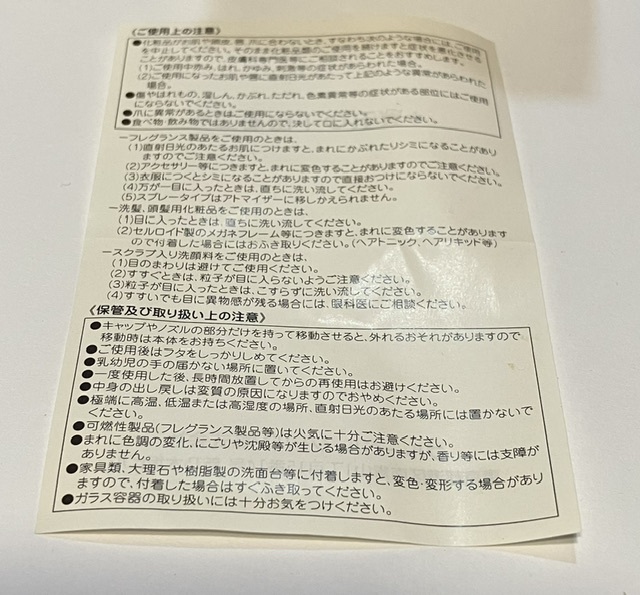 《ご使用上の注意》
●化粧品がお肌や頭皮、唇、爪に合わないとき、すなわち次のような場合には、ご使用
を中止してください。そのまま化粧品類のご使用を続けますと症状を悪化させる
ことがありますので、皮膚科専門医等にご相談されることをおすすめします。
(1)ご使用中赤み、はれ、かゆみ、刺激等の症状があらわれた場合。
(2)ご使用になったお肌や唇に直射日光があたって上記のような異常があらわれた
場合。
●傷やはれもの、湿しん、かぶれ、ただれ、色素異常等の症状がある部位にはご使用
にならないでください。
●爪に異常があるときはご使用にならないでください。
●食べ物・飲み物ではありませんので、決して口に入れないでください。
ーフレグランス製品をご使用のときは、
(1)直射日光のあたるお肌につけますと、まれにかぶれたりシミになることがあり
ますのでご注意ください。
(2)アクセサリー等につきますと、まれに変色することがありますのでご注意ください。
(3)衣服につくとシミになることがありますので直接おつけにならないでください。
(4)万が一目に入ったときは、直ちに洗い流してください。
(5)スプレータイプはアトマイザーに移しかえられません。
ー洗髪、頭髪用化粧品をご使用のときは、
(1)目に入ったときは、直ちに洗い流してください。
(2)セルロイド製のメガネフレーム等につきますと、まれに変色することがあります
ので付着した場合にはおふき取りください。(ヘアトニック、ヘアリキッド等)
ースクラブ入り洗顔料をご使用のときは、
(1)目のまわりは避けてご使用ください。
(2)すすぐときは、粒子が目に入らないようご注意ください。
(3)粒子が目に入ったときは、こすらずに洗い流してください。
(4)すすいでも目に異物感が残る場合には、眼科医にご相談ください。
《保管及び取り扱い上の注意》
●キャップやノズルの部分だけを持って移動させると、外れるおそれがありますので
移動時は本体をお持ちください。
●ご使用後はフタをしっかりしめてください。
●乳幼児の手の届かない場所に置いてください。
●一度使用した後、長時間放置してからの再使用はお避けください。
●中身の出し戻しは変質の原因になりますのでおやめください。
●極端に高温、低温または高湿度の場所、直射日光のあたる場所には置かないで
ください。
●可燃性製品(フレグランス製品等)は火気に十分ご注意ください。
●まれに色調の変化、にごりや沈殿等が生じる場合がありますが、香り等には支障が
ありません。
●家具類、大理石や樹脂製の洗面台等に付着しますと、変色・変形する場合があり
ますので、付着した場合はすぐふき取ってください。
●ガラス容器の取り扱いには十分お気をつけください。